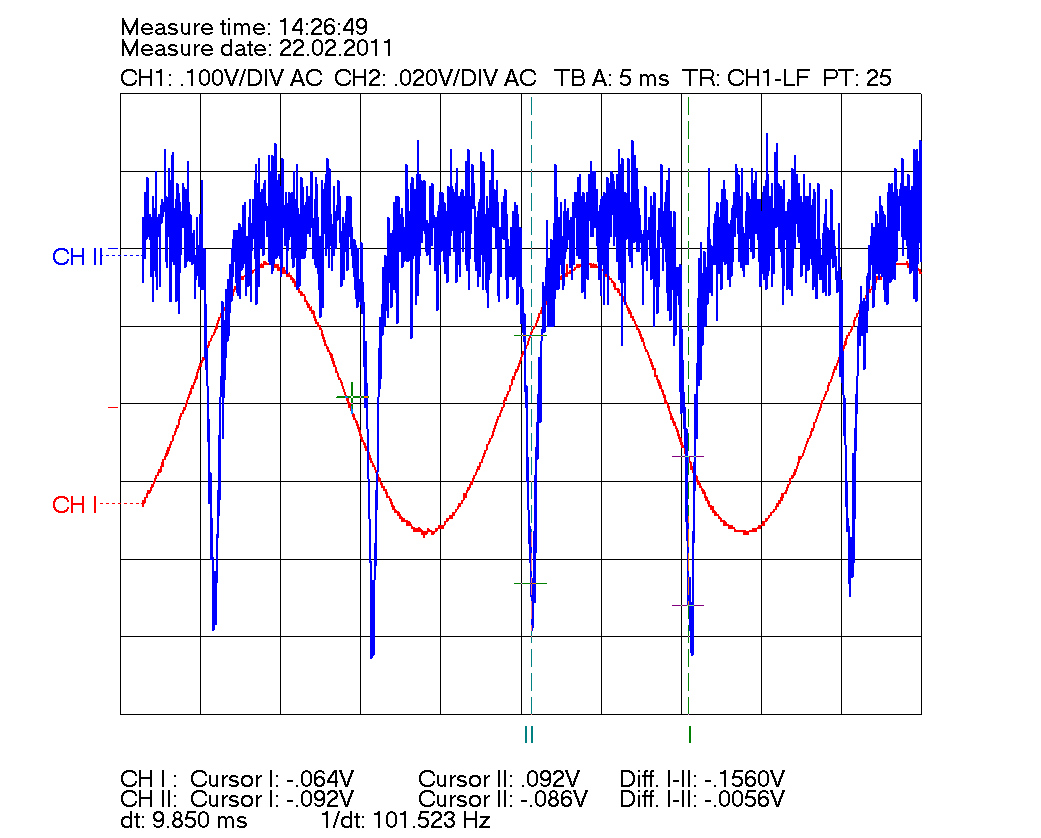 Measure time: 14:26:49
Measure date: 22.02.2011
CH1: .100V/DIV AC CH2: .020V/DIV AC TB A: 5 ms TR: CH1-LF PT: 25
CH II
CH I
II I
CH I : Cursor I: -.064V Cursor II: .092V Diff. I-II: -.1560V
CH II: Cursor I: -.092V Cursor II: -.086V Diff. I-II: -.0056V
dt: 9.850 ms 1/dt: 101.523 Hz